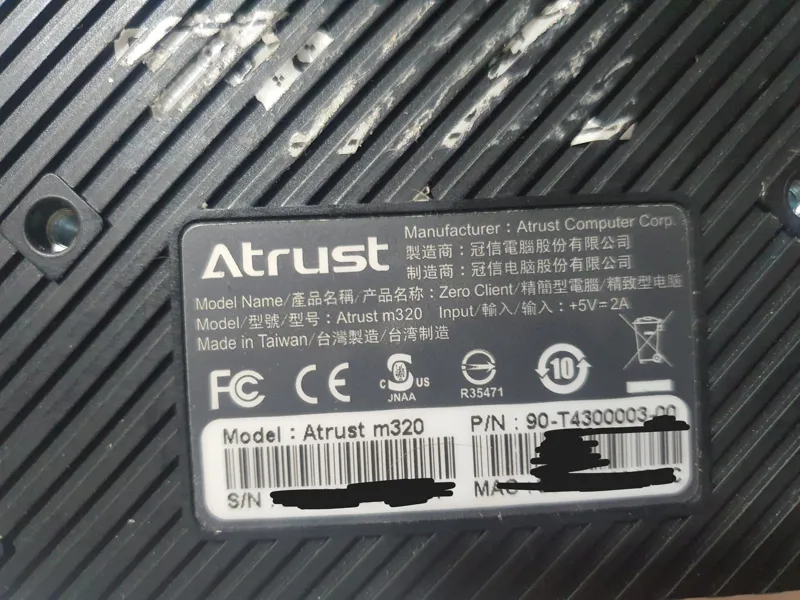 Atrust
Manufacturer : Atrust Computer Corp.
製造商 : 冠信電腦股份有限公司
制造商 : 冠信电脑股份有限公司
Model Name/產品名稱/产品名称 : Zero Client/精簡型電腦/精致型电脑
Model/型號/型号 : Atrust m320 Input/輸入/输入 : +5V⎓2A
Made in Taiwan/台灣製造/台湾制造
FC CE
C US
JNAA
R35471
10
Model : Atrust m320
P/N : 90-T4300003-00
S/N
MAC